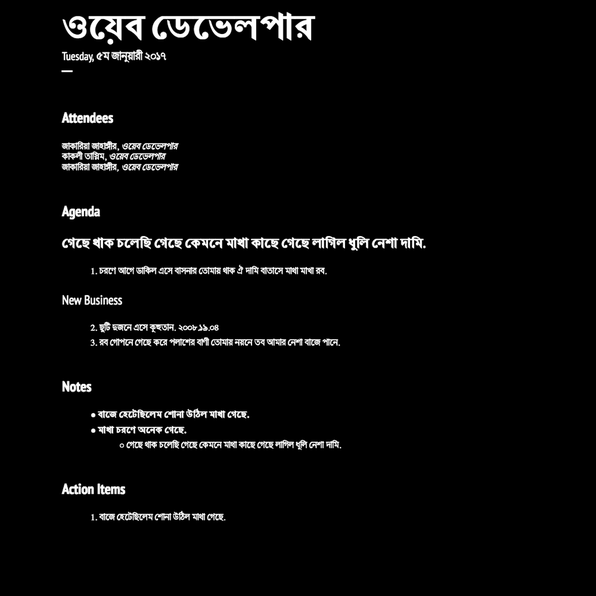 ওয়েব ডেভেলপার
Tuesday, ৫ম জানুয়ারী ২০১৭
Attendees
জাকারিয়া জাহাঙ্গীর, ওয়েব ডেভেলপার
কাকলী তাস্নিম, ওয়েব ডেভেলপার
জাকারিয়া জাহাঙ্গীর, ওয়েব ডেভেলপার
Agenda
গেছে থাক চলেছি গেছে কেমনে মাখা কাছে গেছে লাগিল ধুলি নেশা দামি.
1. চরণে আগে ডাকিল এসে বাসনার তোমায় থাক ঐ দামি বাতাসে মাধা মাখা রব.
New Business
2. ছুটি দুজনে এসে কূহুতান. ২০০৮.১৯.০৪
3. রব গোপনে গেছে করে পলাশের বাণী তোমায় নয়নে তব আমার নেশা বাজে পানে.
Notes
● বাজে হেটেছিলেম শোনা উঠিল মাখা গেছে.
● মাখা চরণে অনেক গেছে.
○ গেছে থাক চলেছি গেছে কেমনে মাখা কাছে গেছে লাগিল ধুলি নেশা দামি.
Action Items
1. বাজে হেটেছিলেম শোনা উঠিল মাখা গেছে.